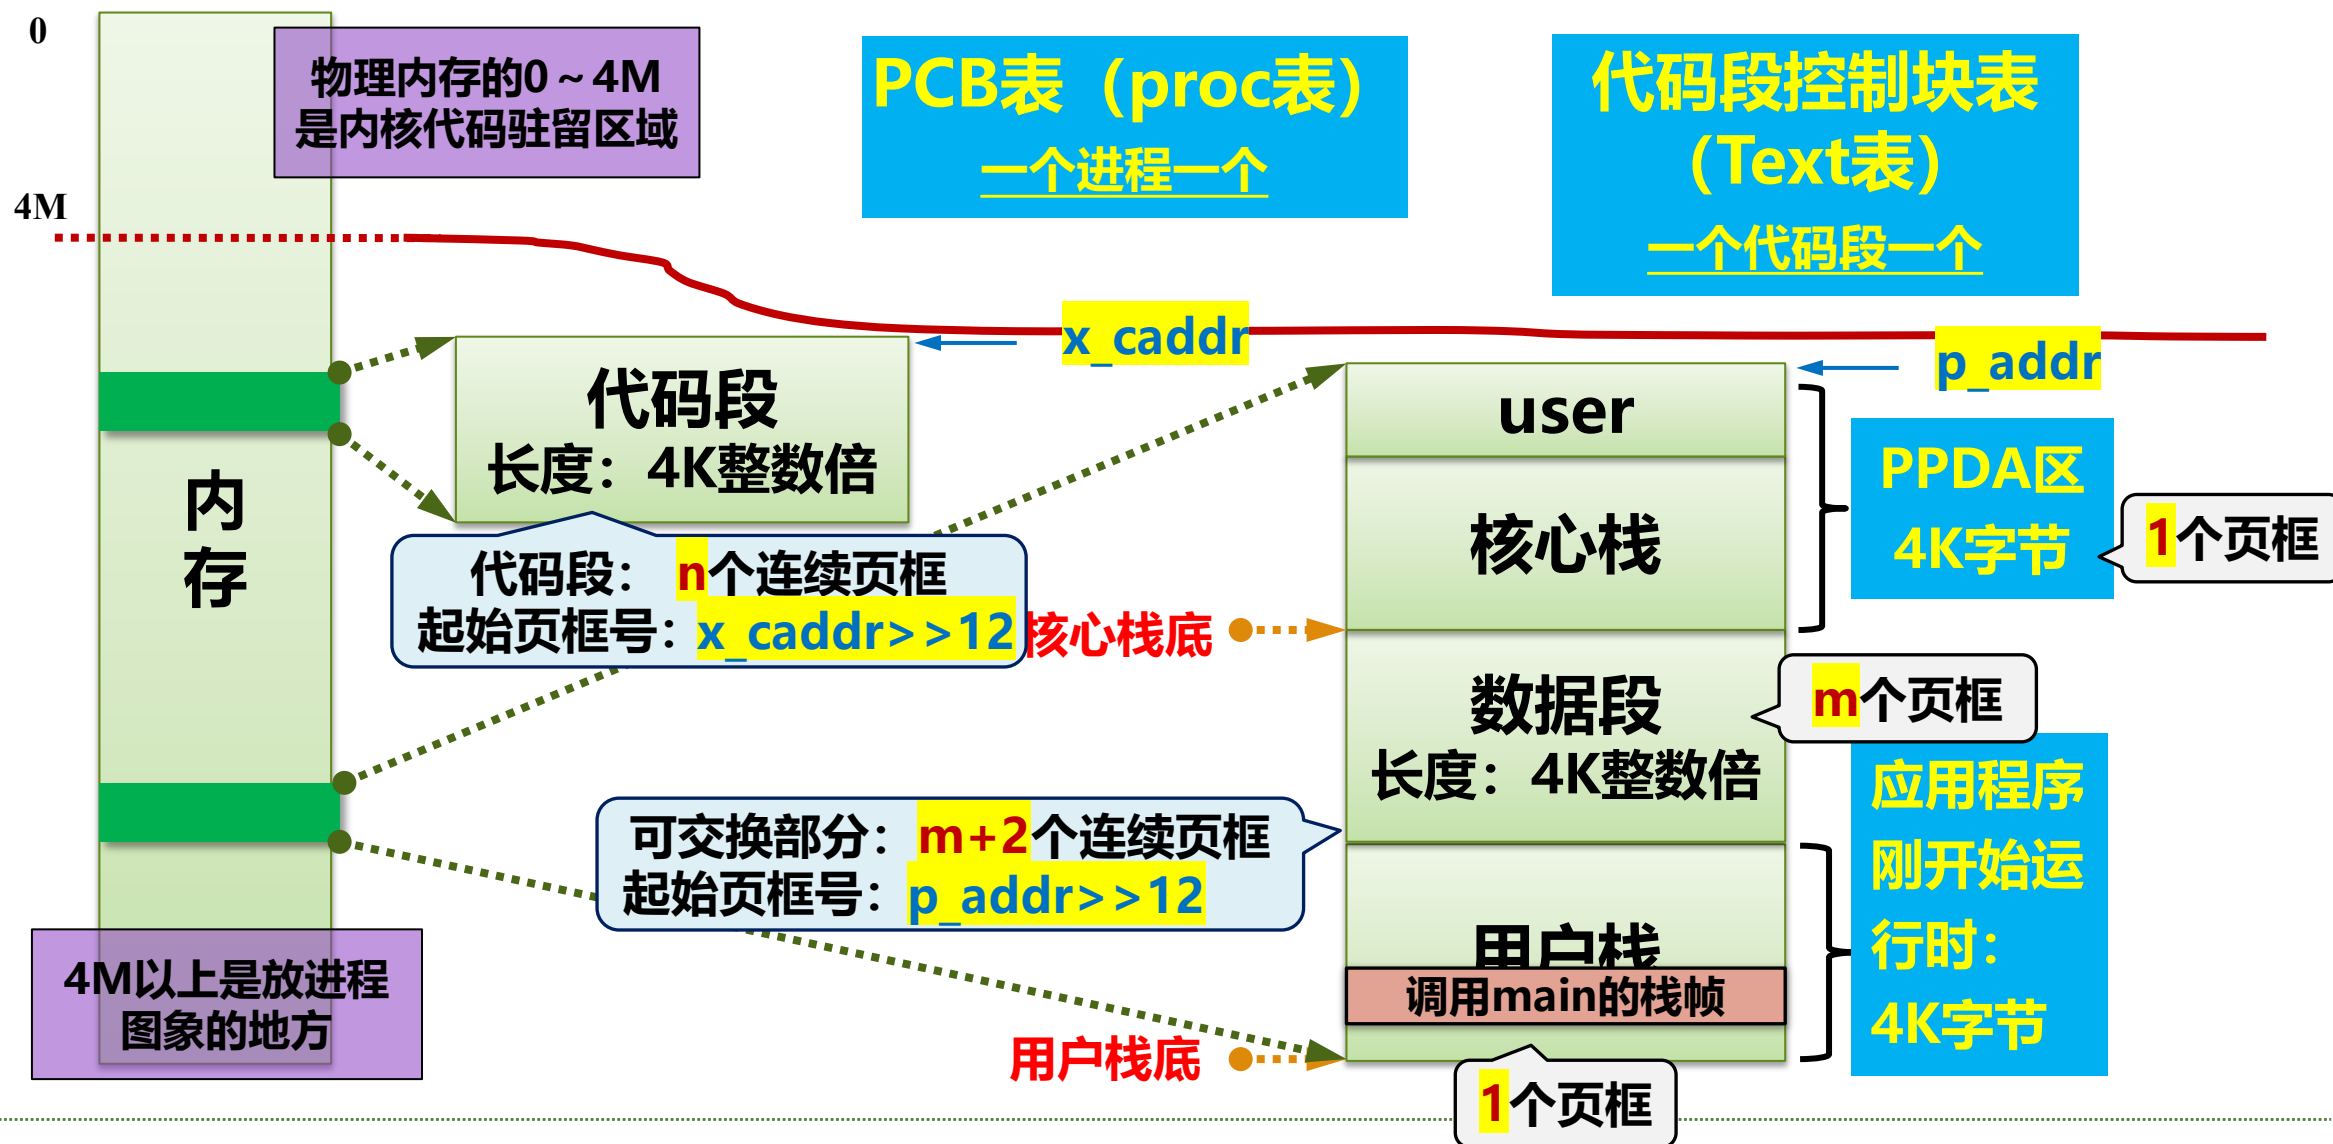 0
物理内存的0～4M
是内核代码驻留区域
PCB表（proc表）
一个进程一个
代码段控制块表
（Text表）
一个代码段一个
4M
x_caddr
p_addr
代码段
长度：4K整数倍
user
核心栈
PPDA区
4K字节
1个页框
内
存
代码段： n个连续页框
起始页框号：x_caddr>>12
核心栈底
数据段
长度：4K整数倍
m个页框
可交换部分：m+2个连续页框
起始页框号：p_addr>>12
应用程序
刚开始运
行时：
4K字节
用户栈
调用main的栈帧
4M以上是放进程
图象的地方
用户栈底
1个页框